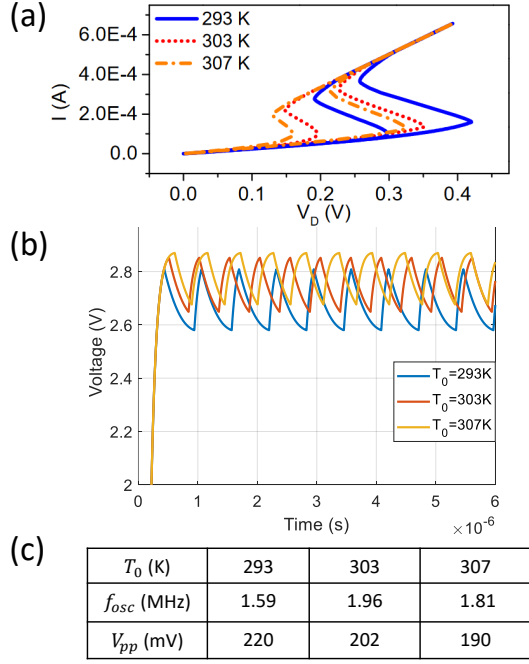 (a)
293 K
303 K
307 K
6.0E-4
4.0E-4
2.0E-4
0.0
I (A)
0.0 0.1 0.2 0.3 0.4
V_D (V)
(b)
2.8
2.6
2.4
2.2
2
Voltage (V)
T_0=293K
T_0=303K
T_0=307K
0 1 2 3 4 5 6
Time (s)
×10^-6
(c)
T_0 (K) 293 303 307
f_osc (MHz) 1.59 1.96 1.81
V_pp (mV) 220 202 190